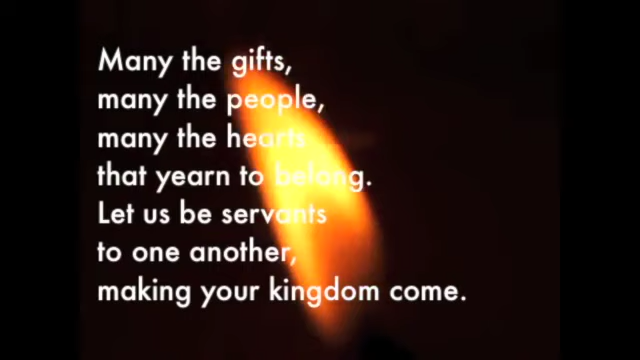 Many the gifts,
many the people,
many the hearts
that yearn to belong.
Let us be servants
to one another,
making your kingdom come.